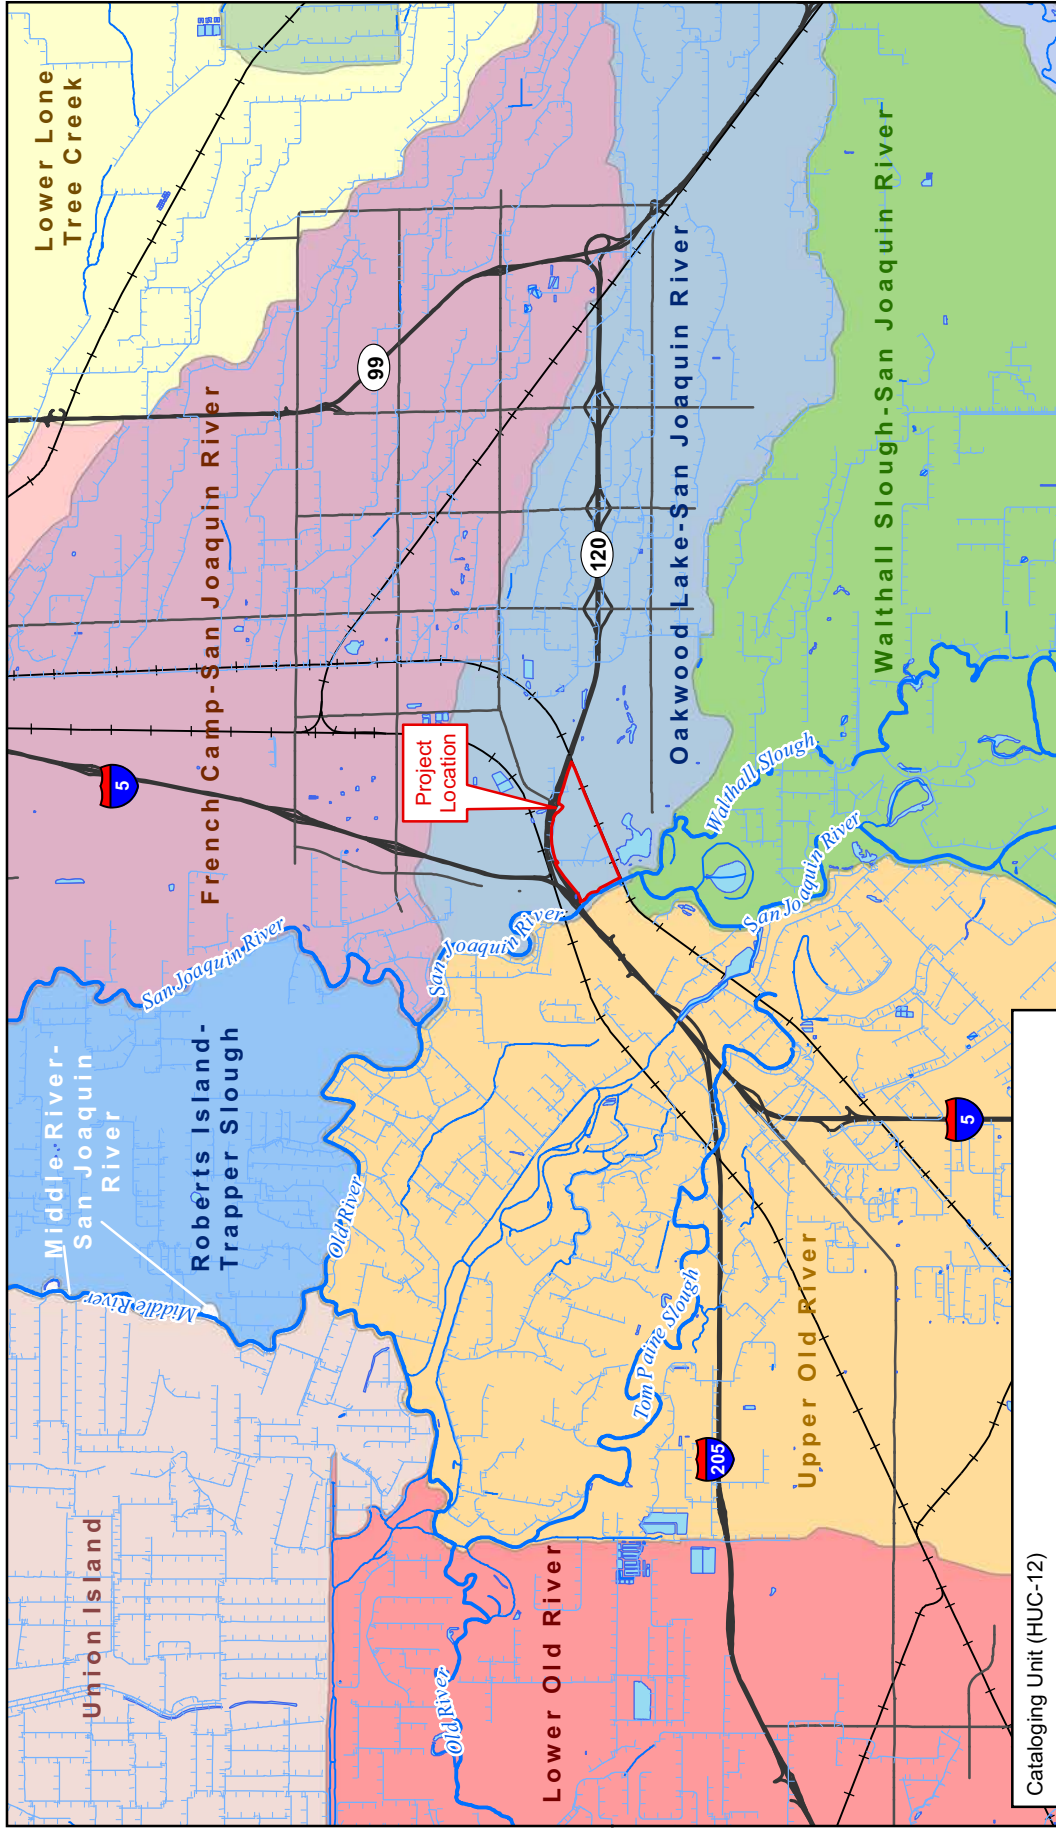 Lower Lone
Tree Creek
French Camp-San Joaquin River
99
5
Project
Location
120
Oakwood Lake-San Joaquin River
Walthall Slough-San Joaquin River
Walthall Slough
San Joaquin River
San Joaquin River
San Joaquin River
Middle River-
San Joaquin
River
Roberts Island-
Trapper Slough
Middle River
Old River
Union Island
Tom Paine Slough
Upper Old River
205
5
Old River
Lower Old River
Cataloging Unit (HUC-12)